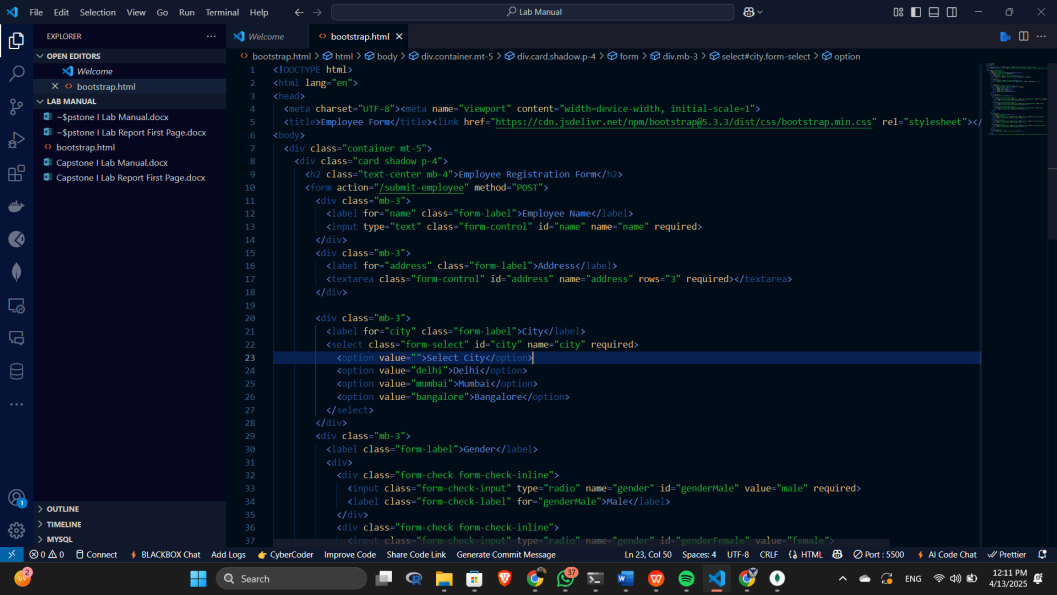 File Edit Selection View Go Run Terminal Help
Lab Manual
EXPLORER
OPEN EDITORS
Welcome
bootstrap.html
LAB MANUAL
~$pstone I Lab Manual.docx
~$pstone I Lab Report First Page.docx
bootstrap.html
Capstone I Lab Manual.docx
Capstone I Lab Report First Page.docx
OUTLINE
TIMELINE
MYSQL
1
Welcome
bootstrap.html
bootstrap.html > html > body > div.container.mt-5 > div.card.shadow.p-4 > form > div.mb-3 > select#city.form-select > option
1 <!DOCTYPE html>
2 <html lang="en">
3 <head>
4 <meta charset="UTF-8"><meta name="viewport" content="width=device-width, initial-scale=1">
5 <title>Employee Form</title><link href="https://cdn.jsdelivr.net/npm/bootstrap@5.3.3/dist/css/bootstrap.min.css" rel="stylesheet"></
6 <body>
7 <div class="container mt-5">
8 <div class="card shadow p-4">
9 <h2 class="text-center mb-4">Employee Registration Form</h2>
10 <form action="/submit-employee" method="POST">
11 <div class="mb-3">
12 <label for="name" class="form-label">Employee Name</label>
13 <input type="text" class="form-control" id="name" name="name" required>
14 </div>
15 <div class="mb-3">
16 <label for="address" class="form-label">Address</label>
17 <textarea class="form-control" id="address" name="address" rows="3" required></textarea>
18 </div>
19
20 <div class="mb-3">
21 <label for="city" class="form-label">City</label>
22 <select class="form-select" id="city" name="city" required>
23 <option value="">Select City</option>
24 <option value="delhi">Delhi</option>
25 <option value="mumbai">Mumbai</option>
26 <option value="bangalore">Bangalore</option>
27 </select>
28 </div>
29 <div class="mb-3">
30 <label class="form-label">Gender</label>
31 <div>
32 <div class="form-check form-check-inline">
33 <input class="form-check-input" type="radio" name="gender" id="genderMale" value="male" required>
34 <label class="form-check-label" for="genderMale">Male</label>
35 </div>
36 <div class="form-check form-check-inline">
37 <input class="form-check-input" type="radio" name="gender" id="genderFemale" value="female">
0 0 Connect BLACKBOX Chat Add Logs CyberCoder Improve Code Share Code Link Generate Commit Message Ln 23, Col 50 Spaces: 4 UTF-8 CRLF HTML Port : 5500 AI Code Chat Prettier
UV 2
Search
37
ENG
12:11 PM
4/13/2025